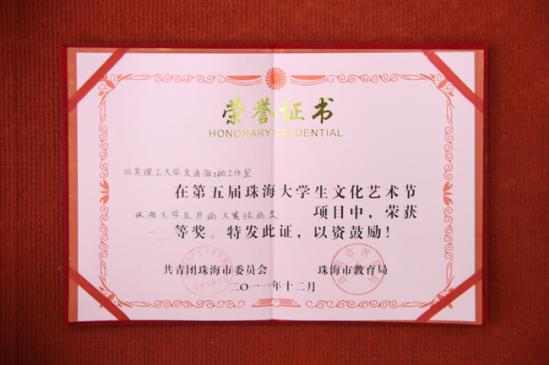 荣誉证书
HONORARY CREDENTIAL
北京理工大学
在第五届珠海大学生文化艺术节
珠海大学生 项目中,荣获
一等奖。特发此证,以资鼓励!
共青团珠海市委员会 珠海市教育局
二〇一一年十二月